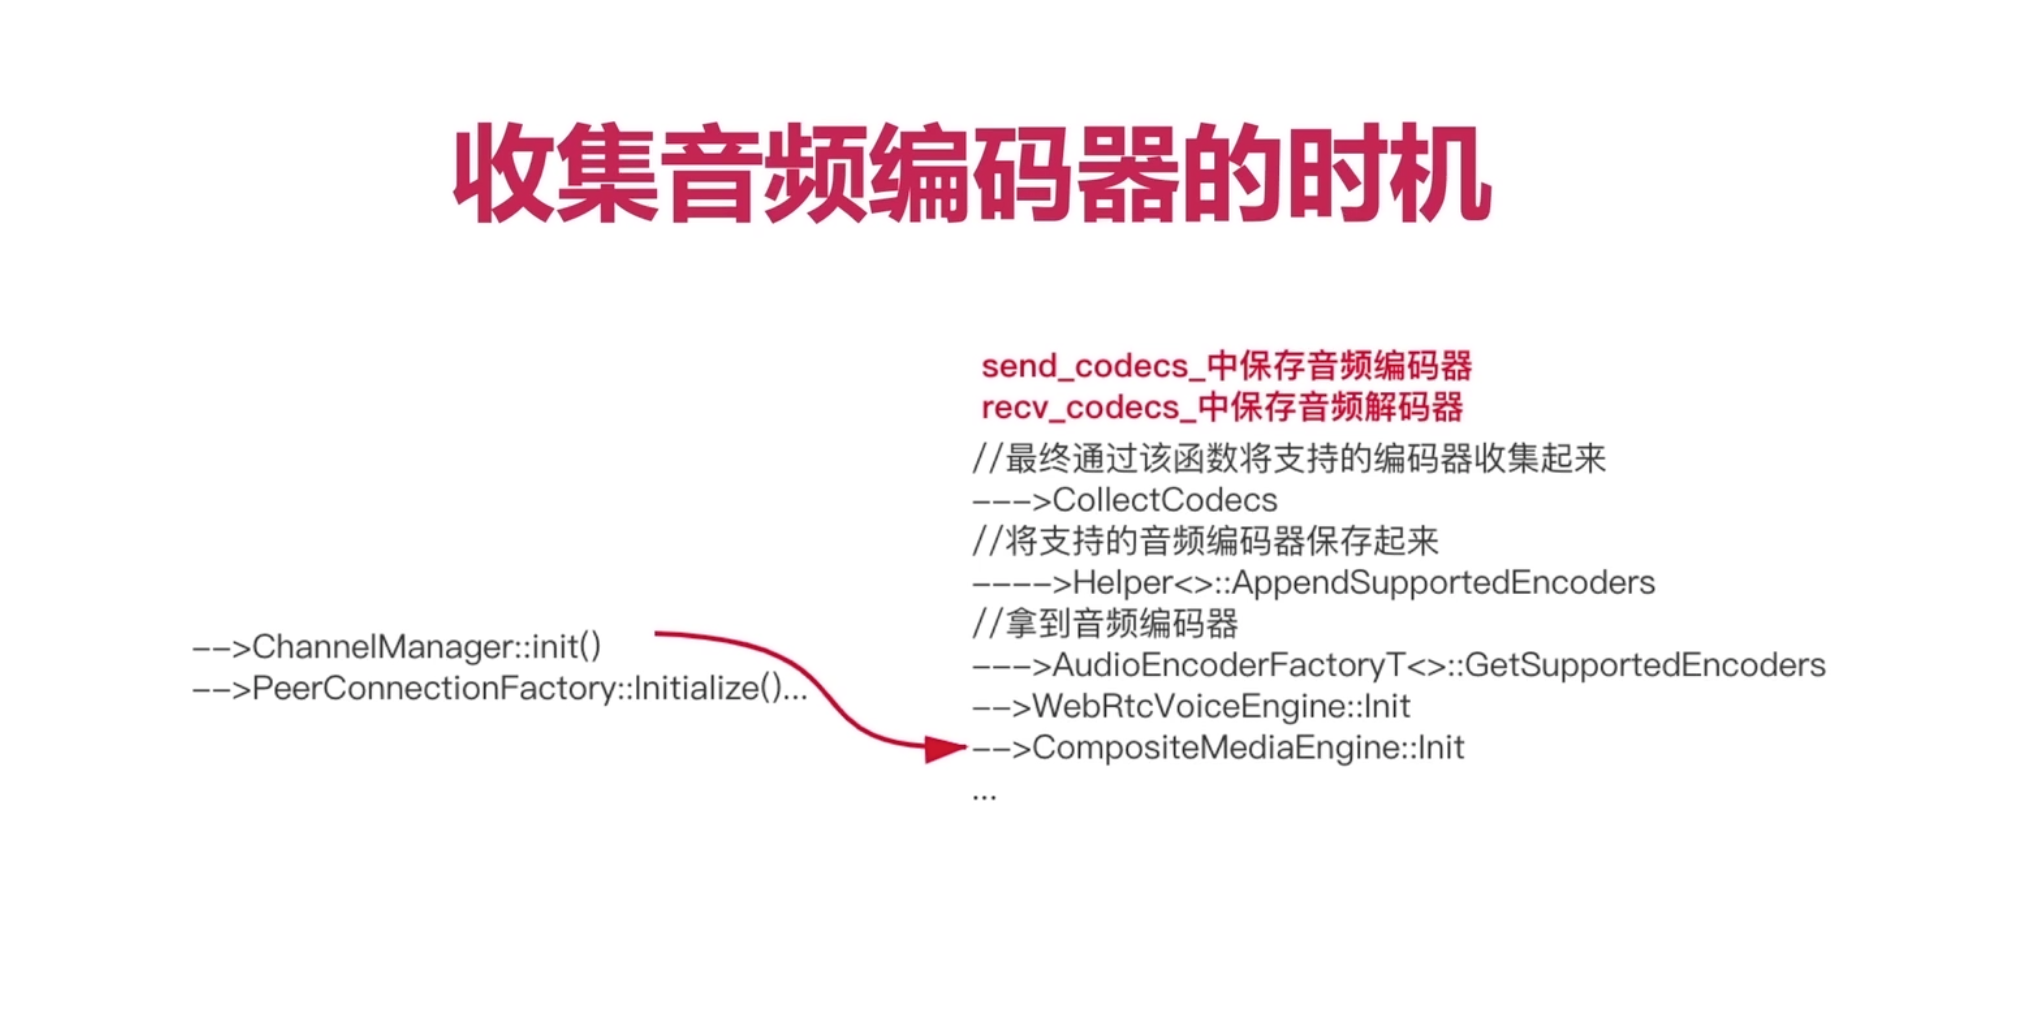 收集音频编码器的时机
send_codecs_中保存音频编码器
recv_codecs_中保存音频解码器
//最终通过该函数将支持的编码器收集起来
--->CollectCodecs
//将支持的音频编码器保存起来
---->Helper<>::AppendSupportedEncoders
//拿到音频编码器
--->AudioEncoderFactoryT<>::GetSupportedEncoders
-->WebRtcVoiceEngine::Init
-->CompositeMediaEngine::Init
...
-->ChannelManager::init()
-->PeerConnectionFactory::Initialize()...